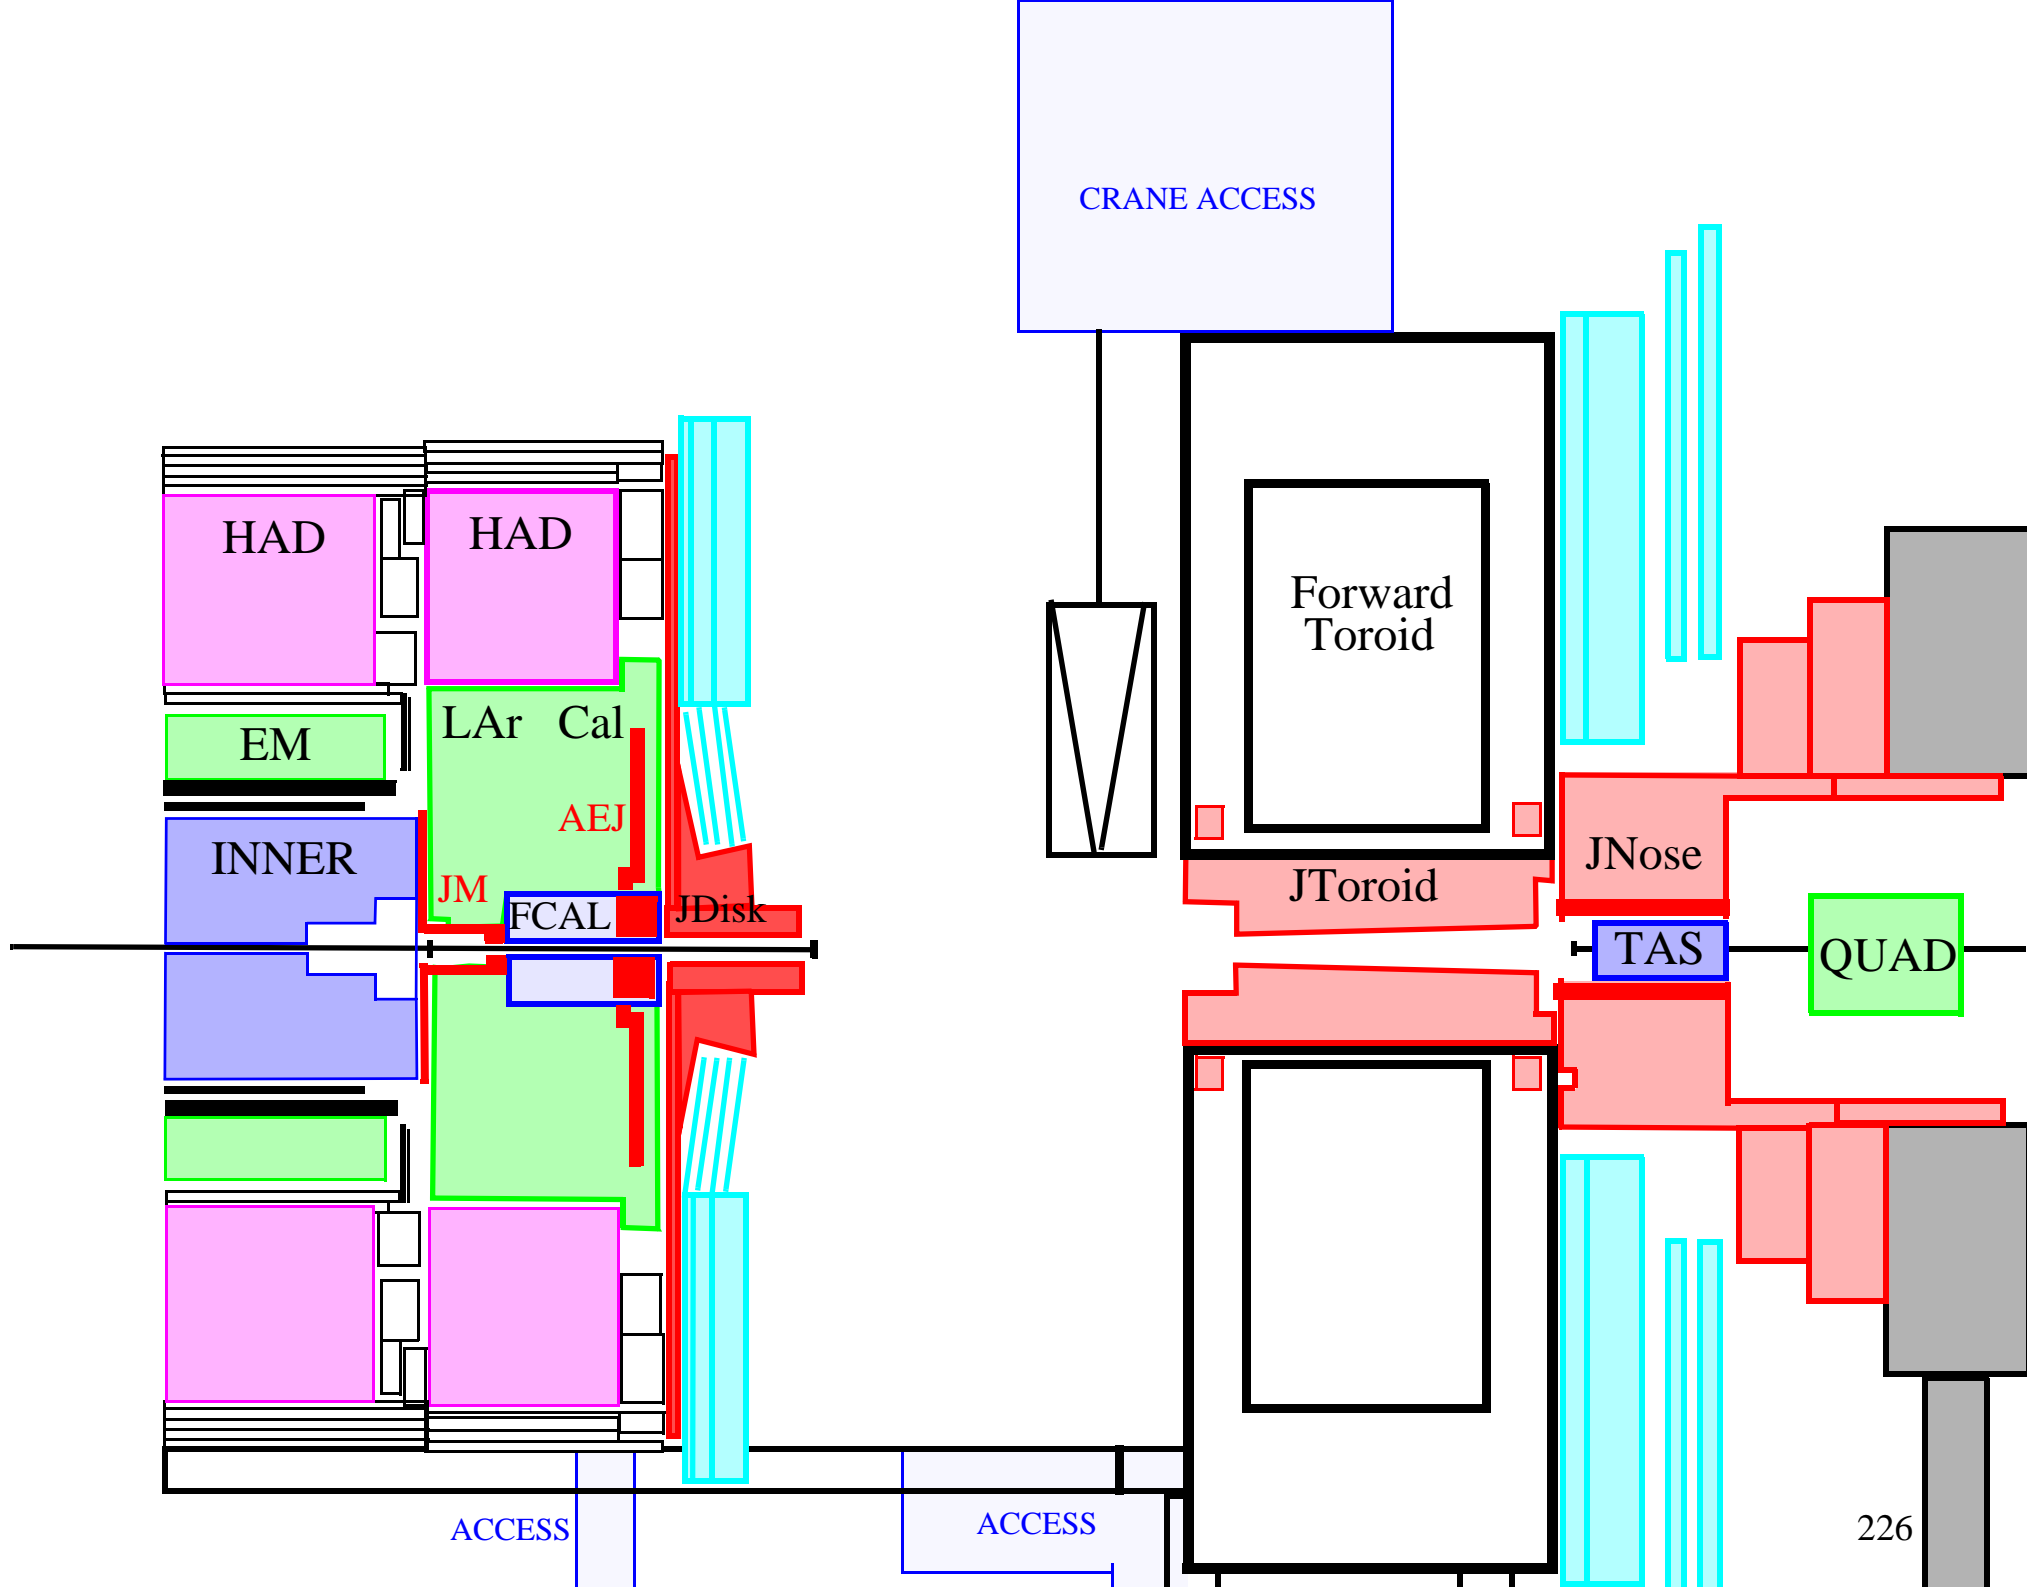 CRANE ACCESS
HAD
HAD
Forward
Toroid
LAr Cal
EM
AEJ
INNER
JM
FCAL
JDisk
JToroid
JNose
TAS
QUAD
ACCESS
ACCESS
226